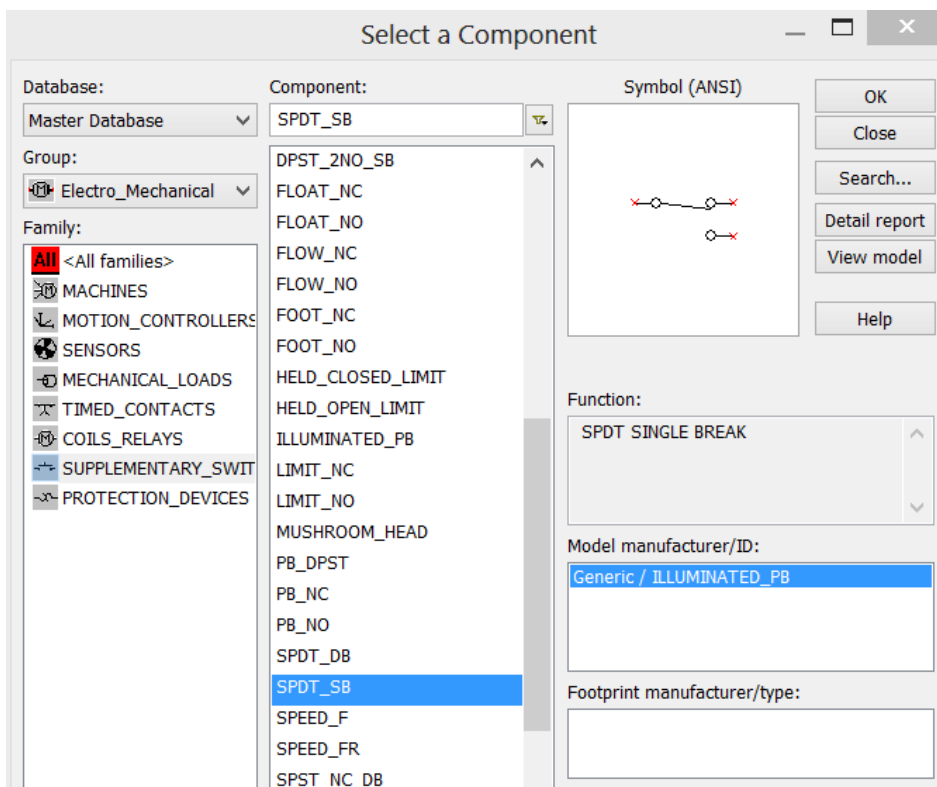 Select a Component
Database:
Master Database
Group:
Electro_Mechanical
Family:
All <All families>
MACHINES
MOTION_CONTROLLERS
SENSORS
MECHANICAL_LOADS
TIMED_CONTACTS
COILS_RELAYS
SUPPLEMENTARY_SWIT
PROTECTION_DEVICES
Component:
SPDT_SB
DPST_2NO_SB
FLOAT_NC
FLOAT_NO
FLOW_NC
FLOW_NO
FOOT_NC
FOOT_NO
HELD_CLOSED_LIMIT
HELD_OPEN_LIMIT
ILLUMINATED_PB
LIMIT_NC
LIMIT_NO
MUSHROOM_HEAD
PB_DPST
PB_NC
PB_NO
SPDT_DB
SPDT_SB
SPEED_F
SPEED_FR
SPST_NC_DB
Symbol (ANSI)
Function:
SPDT SINGLE BREAK
Model manufacturer/ID:
Generic / ILLUMINATED_PB
Footprint manufacturer/type:
OK
Close
Search...
Detail report
View model
Help